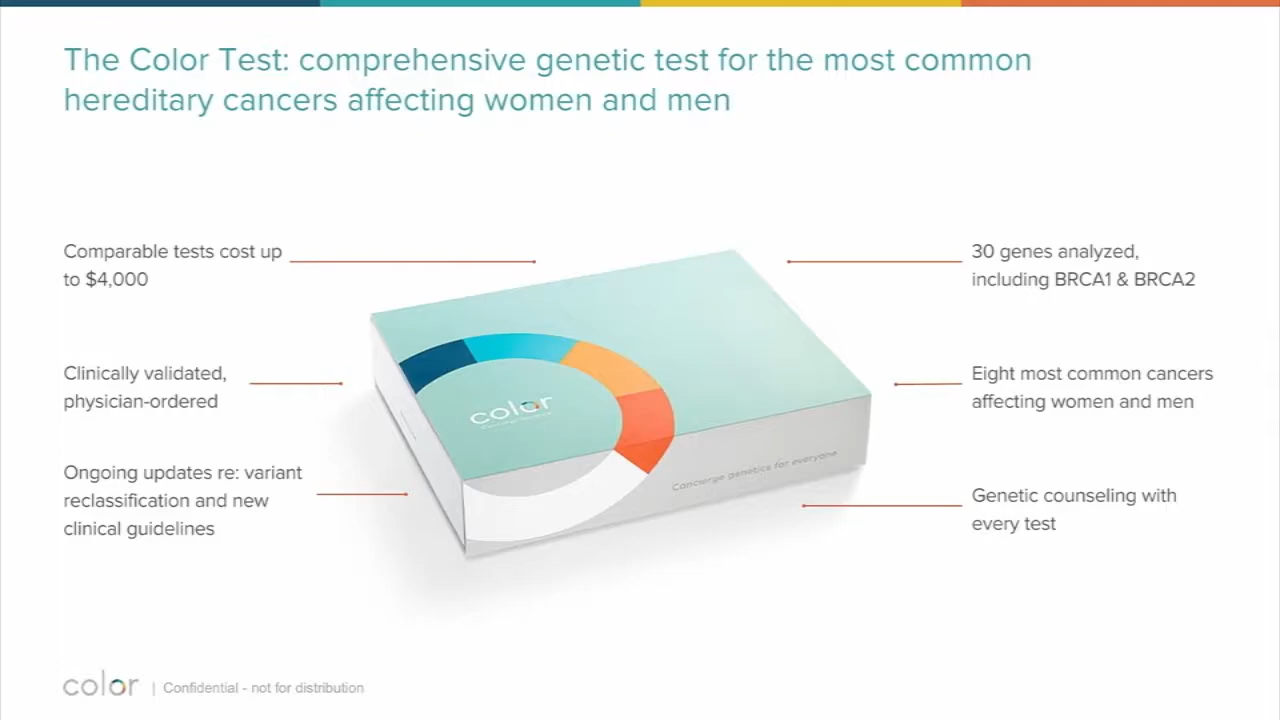 The Color Test: comprehensive genetic test for the most common
hereditary cancers affecting women and men
Comparable tests cost up
to $4,000
Clinically validated,
physician-ordered
Ongoing updates re: variant
reclassification and new
clinical guidelines
color
Concierge genetics for everyone
30 genes analyzed,
including BRCA1 & BRCA2
Eight most common cancers
affecting women and men
Genetic counseling with
every test
color | Confidential - not for distribution